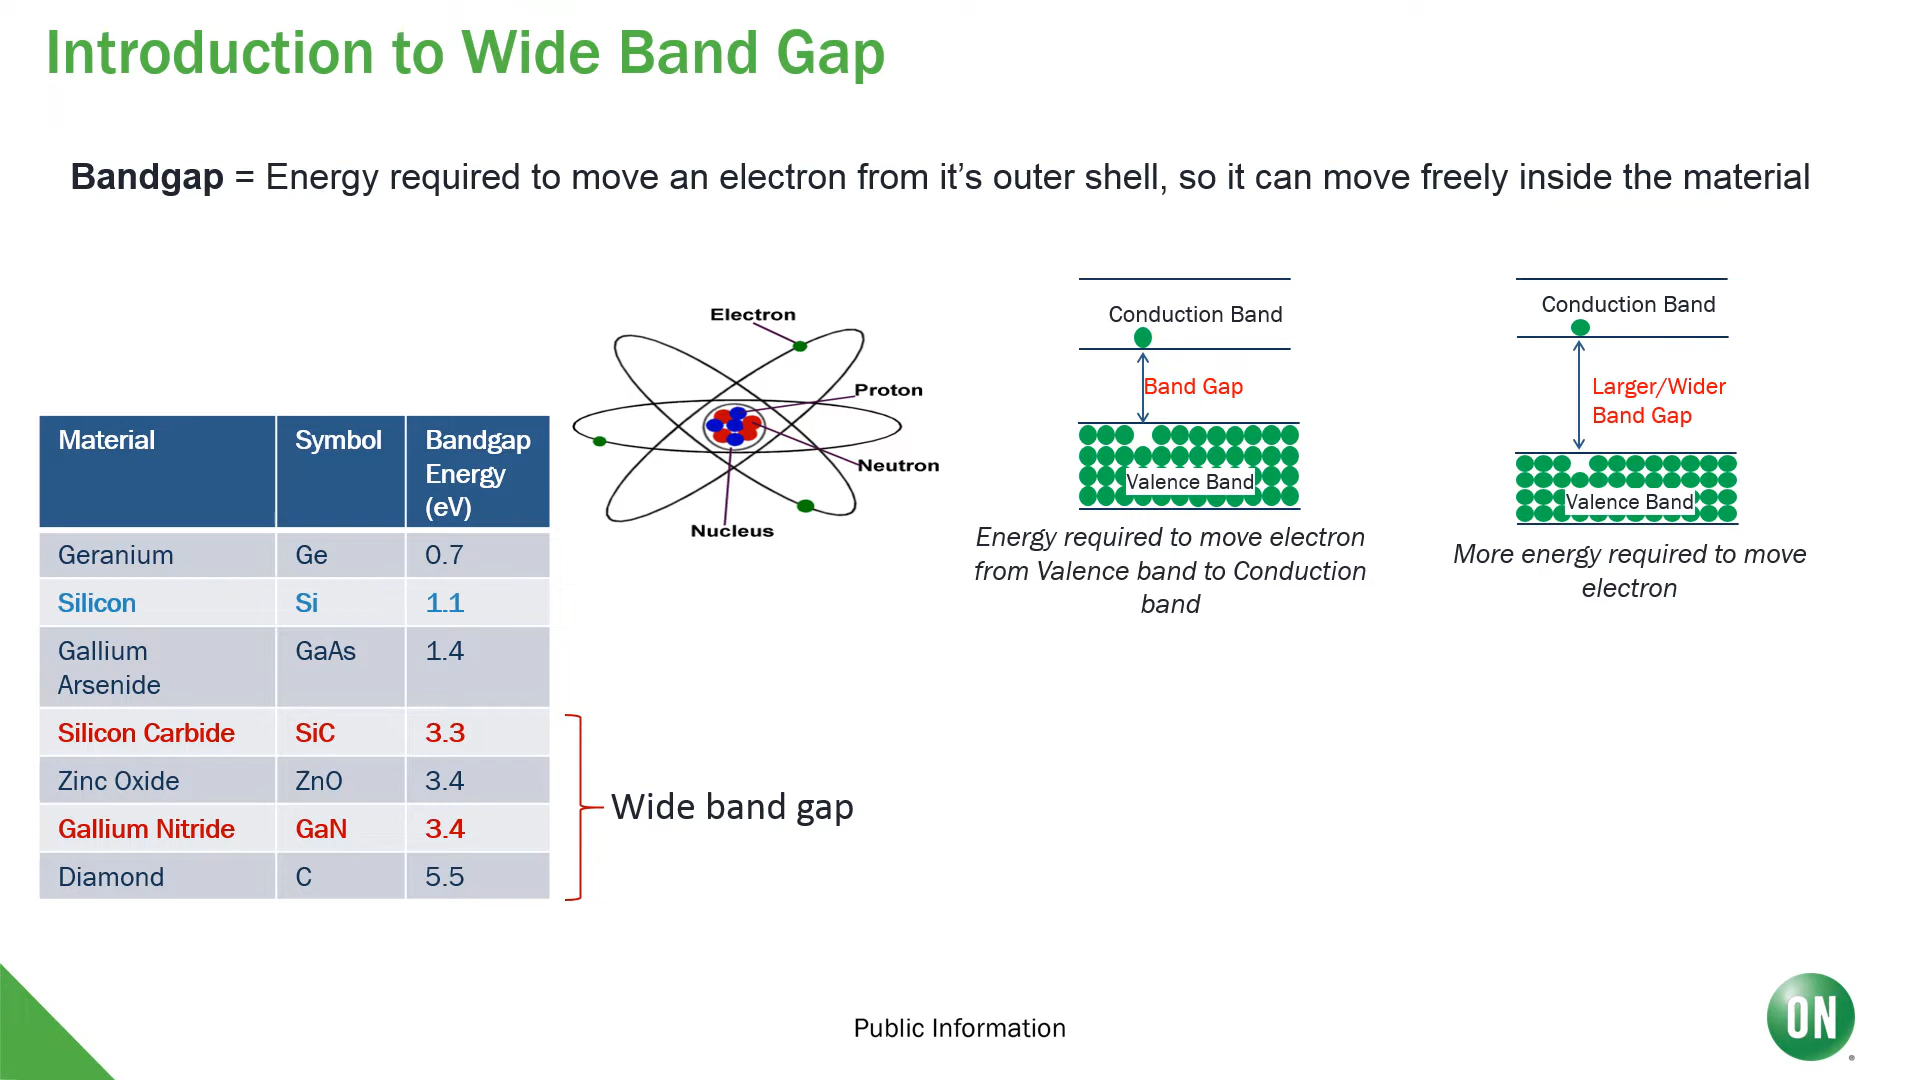 Introduction to Wide Band Gap
Bandgap = Energy required to move an electron from it’s outer shell, so it can move freely inside the material
Material Symbol Bandgap
Energy
(eV)
Geranium Ge 0.7
Silicon Si 1.1
Gallium GaAs 1.4
Arsenide
Silicon Carbide SiC 3.3
Zinc Oxide ZnO 3.4
Gallium Nitride GaN 3.4
Diamond C 5.5
Wide band gap
Electron
Proton
Neutron
Nucleus
Conduction Band
Band Gap
Valence Band
Energy required to move electron
from Valence band to Conduction
band
Conduction Band
Larger/Wider
Band Gap
Valence Band
More energy required to move
electron
Public Information
ON
®